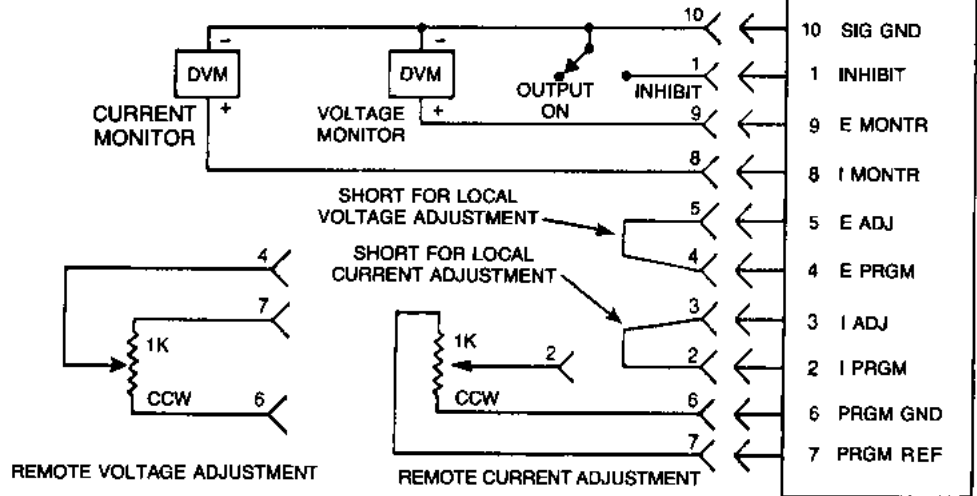 10
10 SIG GND
-
-
DVM
DVM
+
+
CURRENT
MONITOR
VOLTAGE
MONITOR
OUTPUT
ON
1
INHIBIT
1 INHIBIT
9
9 E MONTR
8
8 I MONTR
SHORT FOR LOCAL
VOLTAGE ADJUSTMENT
5
5 E ADJ
SHORT FOR LOCAL
CURRENT ADJUSTMENT
4
4 E PRGM
4
7
1K
CCW
6
3
3 I ADJ
1K
2
2
2 I PRGM
CCW
6
6 PRGM GND
7
7 PRGM REF
REMOTE VOLTAGE ADJUSTMENT
REMOTE CURRENT ADJUSTMENT